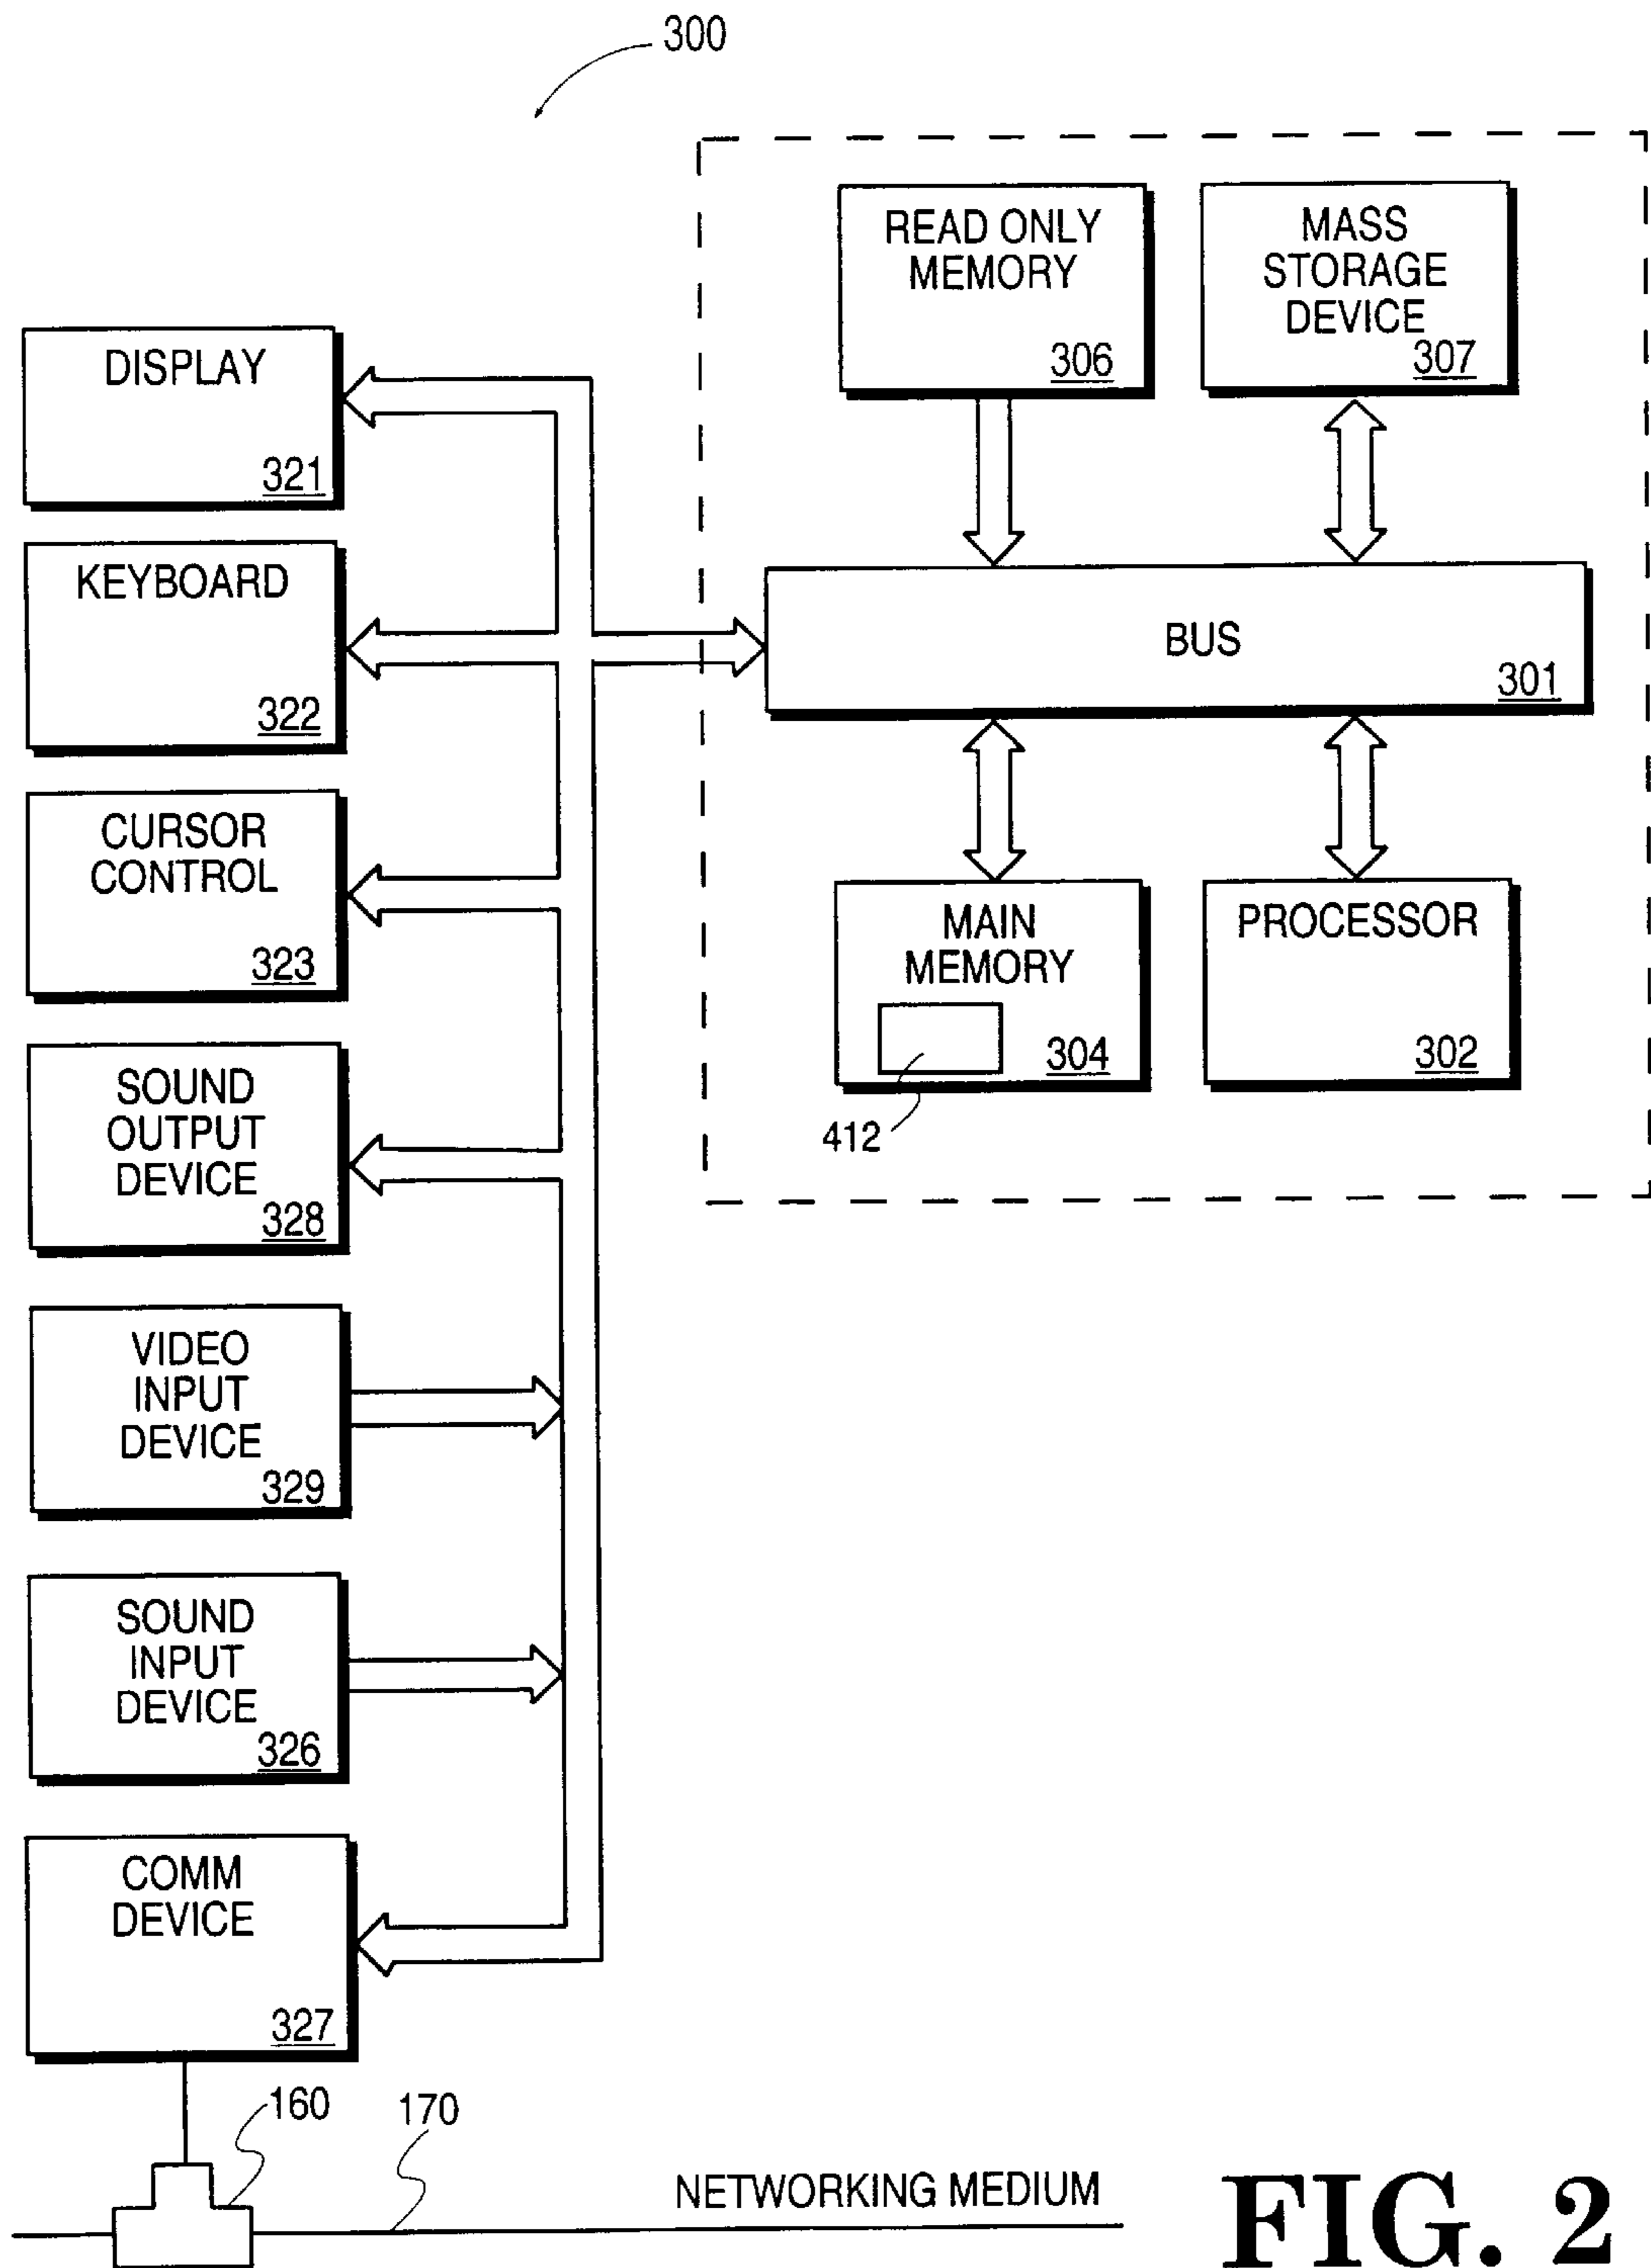 300
READ ONLY
MEMORY
306
MASS
STORAGE
DEVICE
307
DISPLAY
321
KEYBOARD
322
BUS
301
CURSOR
CONTROL
323
MAIN
MEMORY
304
412
PROCESSOR
302
SOUND
OUTPUT
DEVICE
328
VIDEO
INPUT
DEVICE
329
SOUND
INPUT
DEVICE
326
COMM
DEVICE
327
160
170
NETWORKING MEDIUM
FIG. 2